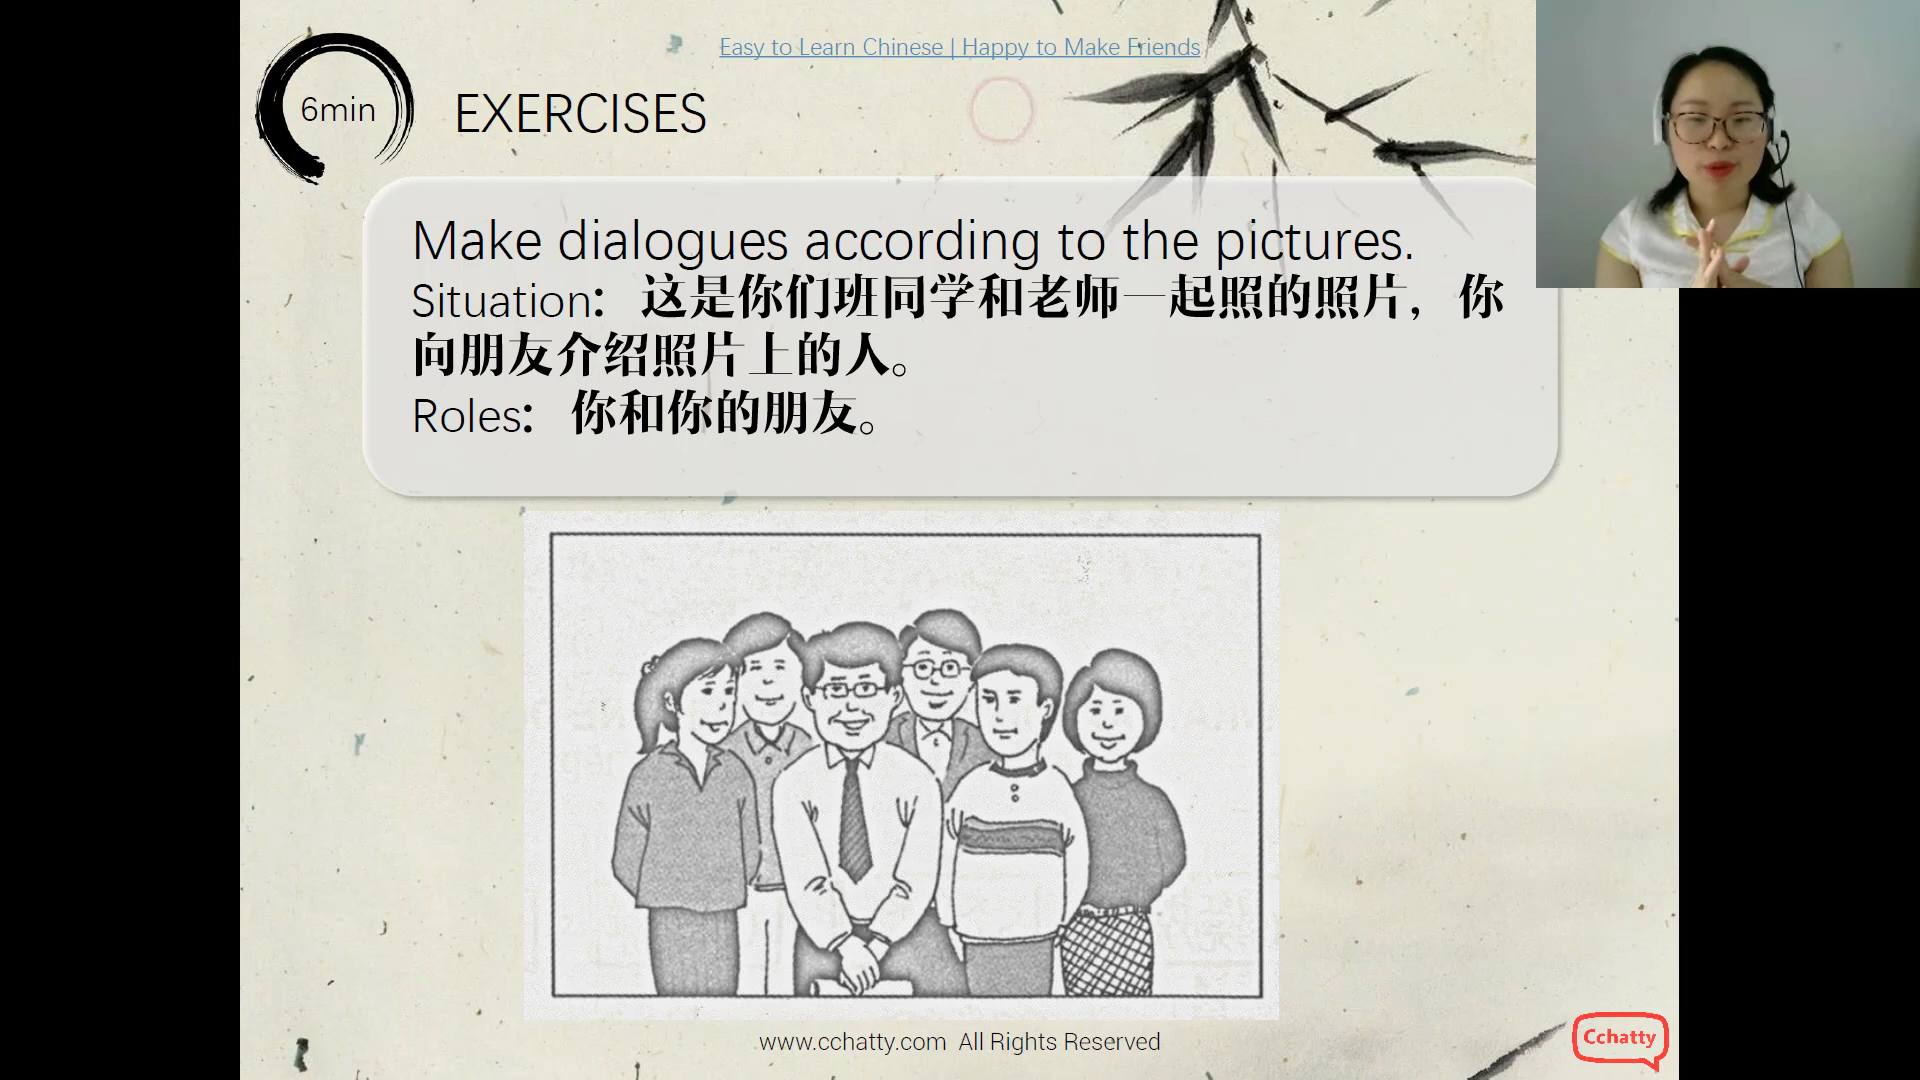 Easy to Learn Chinese | Happy to Make Friends
6min
EXERCISES
Make dialogues according to the pictures.
Situation：这是你们班同学和老师一起照的照片，你
向朋友介绍照片上的人。
Roles：你和你的朋友。
www.cchatty.com All Rights Reserved
Cchatty